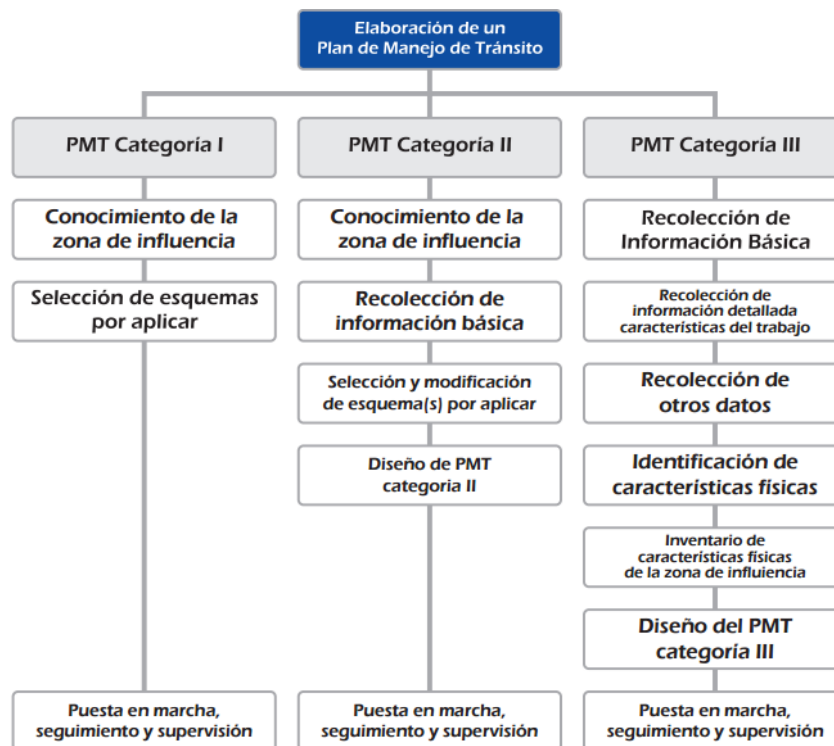 Elaboración de un
Plan de Manejo de Tránsito
PMT Categoría I
Conocimiento de la
zona de influencia
Selección de esquemas
por aplicar
Puesta en marcha,
seguimiento y supervisión
PMT Categoría II
Conocimiento de la
zona de influencia
Recolección de
información básica
Selección y modificación
de esquema(s) por aplicar
Diseño de PMT
categoria II
Puesta en marcha,
seguimiento y supervisión
PMT Categoría III
Recolección de
Información Básica
Recolección de
información detallada
características del trabajo
Recolección de
otros datos
Identificación de
características físicas
Inventario de
características físicas
de la zona de influiencia
Diseño del PMT
categoría III
Puesta en marcha,
seguimiento y supervisión